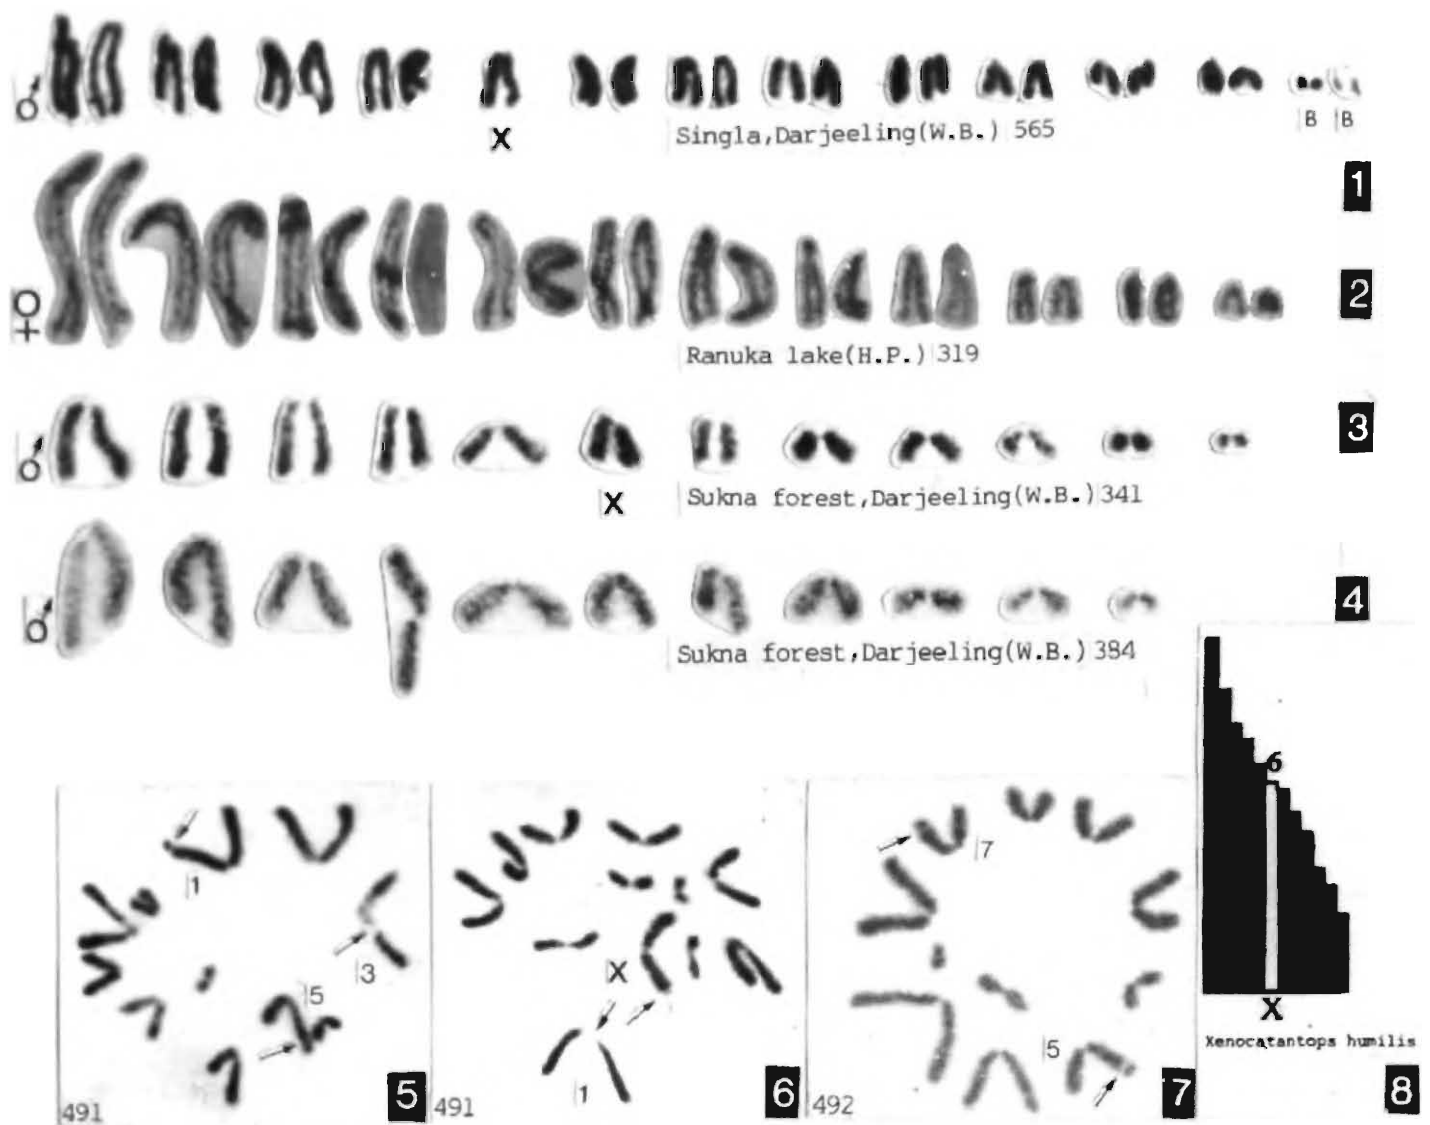 ♂
X
Singla,Darjeeling(W.B.) 565
B B
1
♀
2
Ranuka lake(H.P.) 319
3
♂
X
Sukna forest,Darjeeling(W.B.) 341
4
♂
Sukna forest,Darjeeling(W.B.) 384
1
3
5
491
5
X
1
491
6
7
5
492
7
6
X
Xenocatantops humilis
8